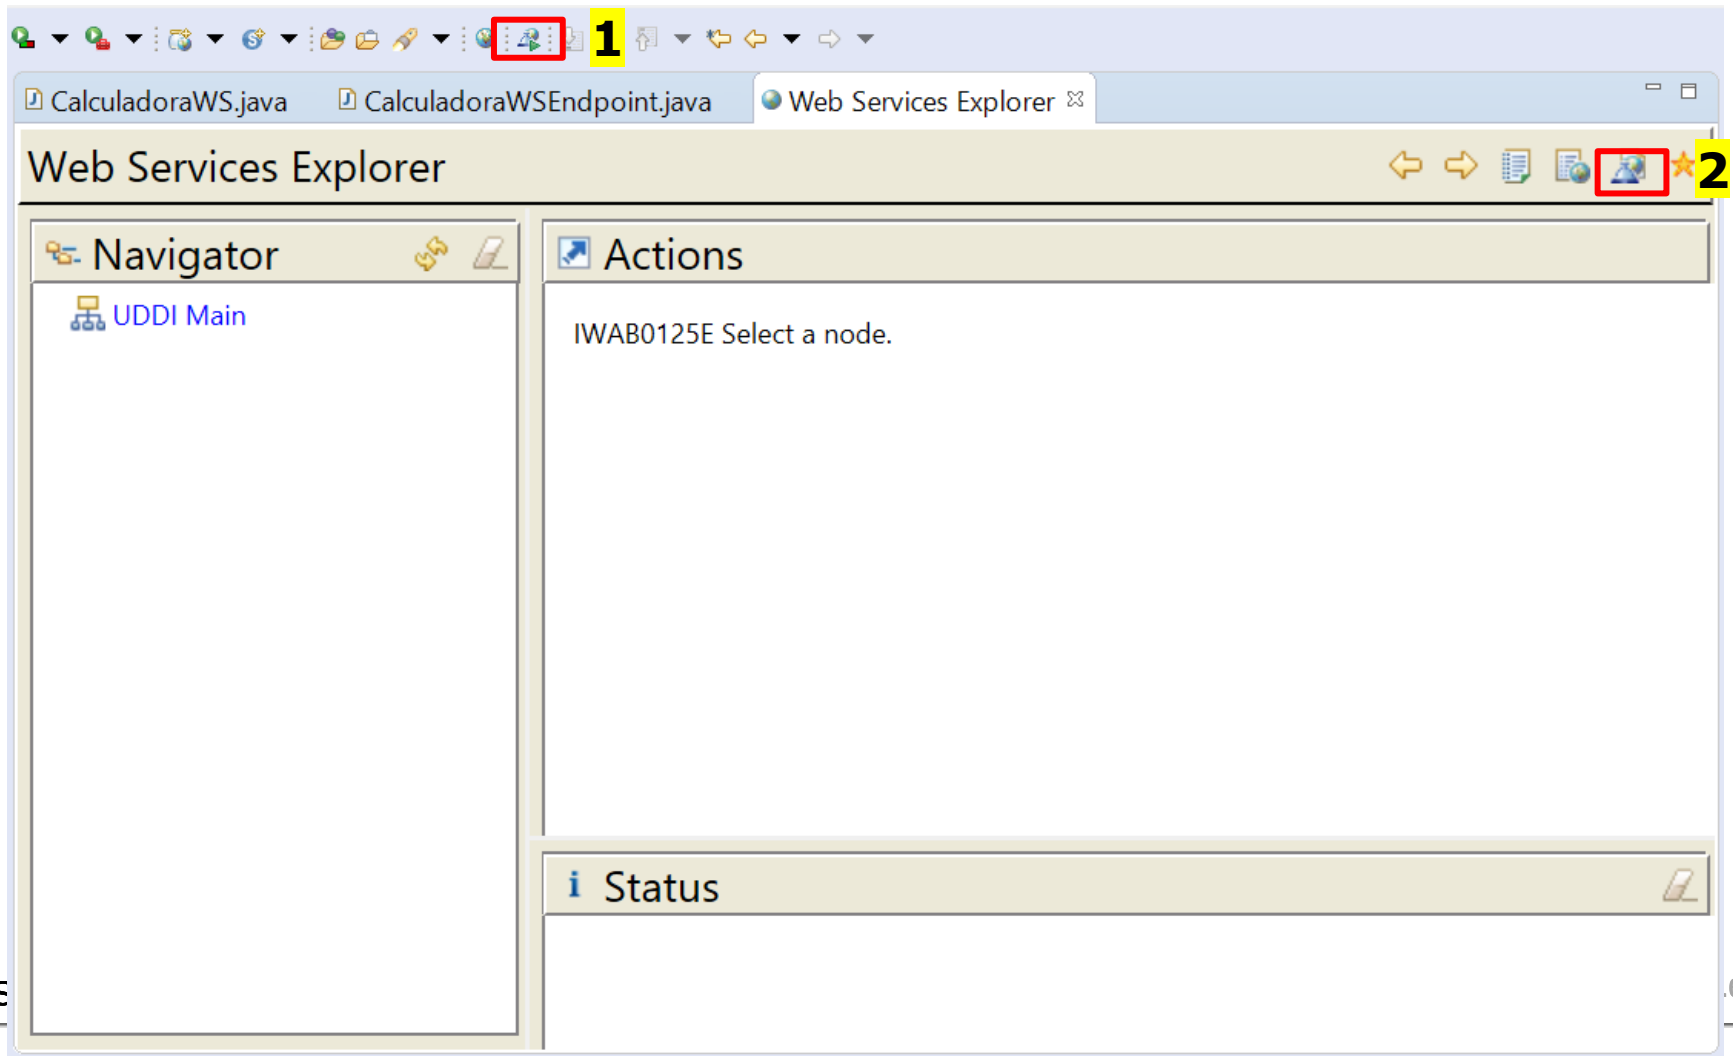 1
CalculadoraWS.java CalculadoraWSEndpoint.java Web Services Explorer
Web Services Explorer
2
Navigator
Actions
UDDI Main
IWAB0125E Select a node.
i Status